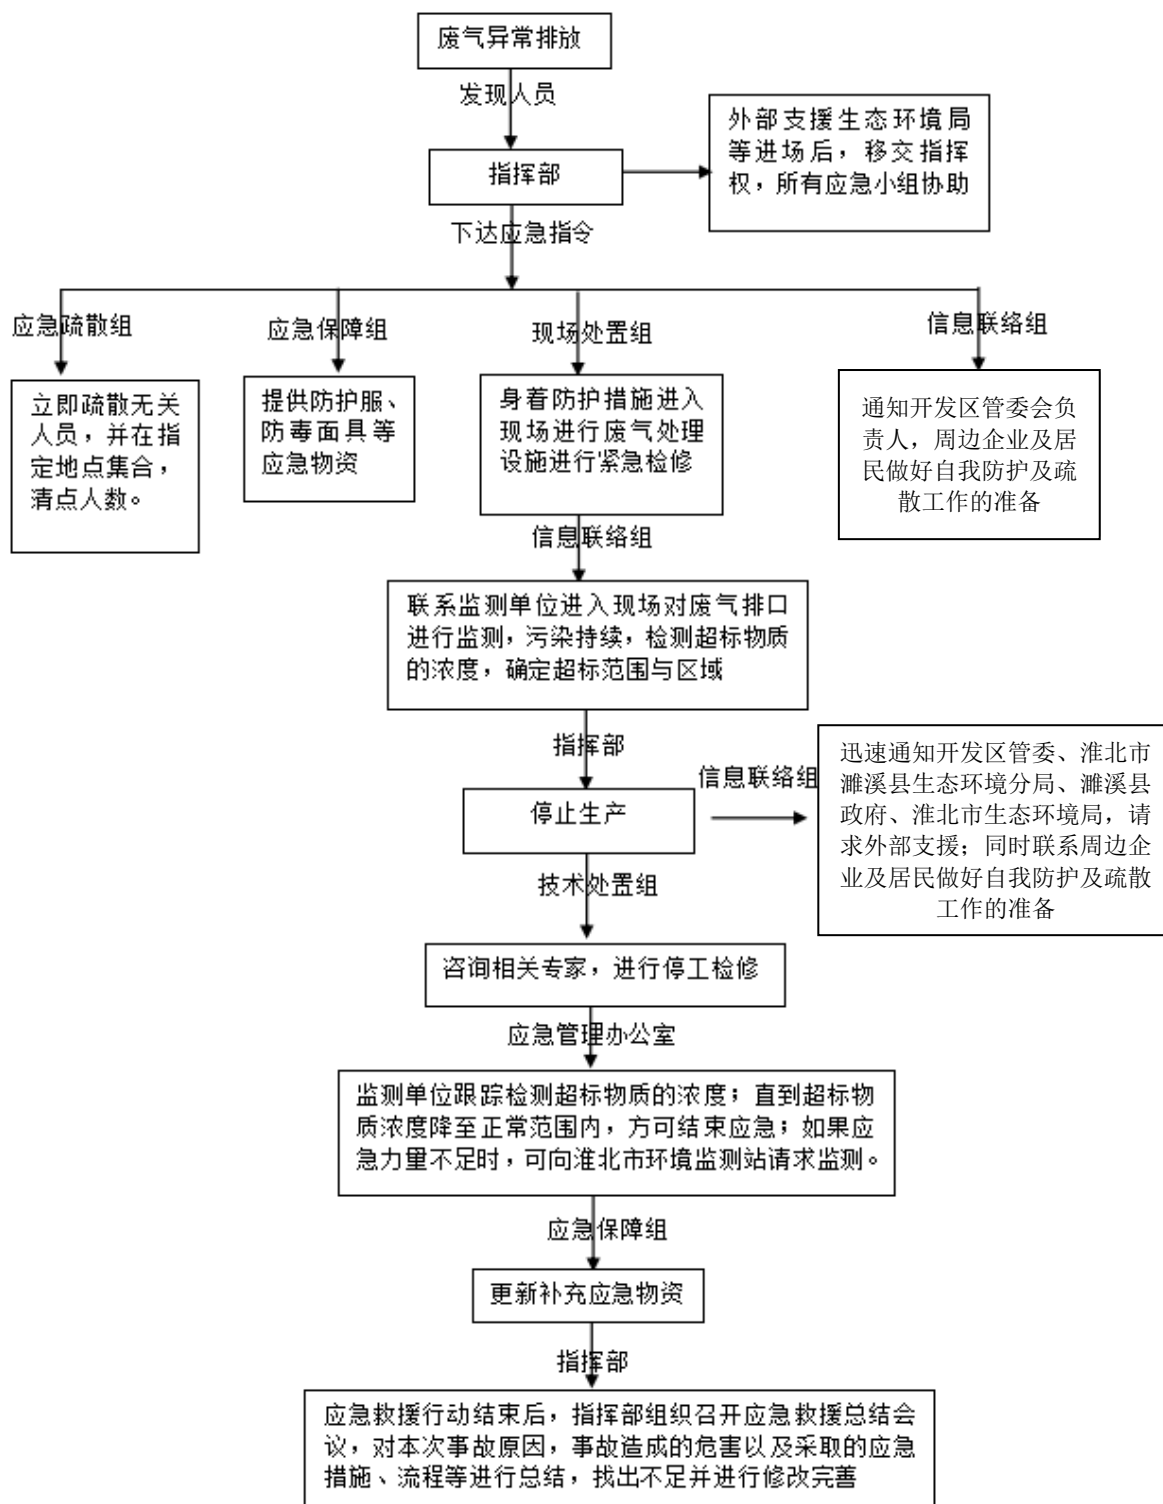 废气异常排放
发现人员
外部支援生态环境局
等进场后，移交指挥
权，所有应急小组协助
指挥部
下达应急指令
应急疏散组
应急保障组
现场处置组
信息联络组
立即疏散无关
人员，并在指
定地点集合，
清点人数。
提供防护服、
防毒面具等
应急物资
身着防护措施进入
现场进行废气处理
设施进行紧急检修
通知开发区管委会负
责人，周边企业及居
民做好自我防护及疏
散工作的准备
信息联络组
联系监测单位进入现场对废气排口
进行监测，污染持续，检测超标物质
的浓度，确定超标范围与区域
指挥部
停止生产
信息联络组
迅速通知开发区管委、淮北市
濉溪县生态环境分局、濉溪县
政府、淮北市生态环境局，请
求外部支援；同时联系周边企
业及居民做好自我防护及疏散
工作的准备
技术处置组
咨询相关专家，进行停工检修
应急管理办公室
监测单位跟踪检测超标物质的浓度；直到超标物
质浓度降至正常范围内，方可结束应急；如果应
急力量不足时，可向淮北市环境监测站请求监测。
应急保障组
更新补充应急物资
指挥部
应急救援行动结束后，指挥部组织召开应急救援总结会
议，对本次事故原因，事故造成的危害以及采取的应急
措施、流程等进行总结，找出不足并进行修改完善